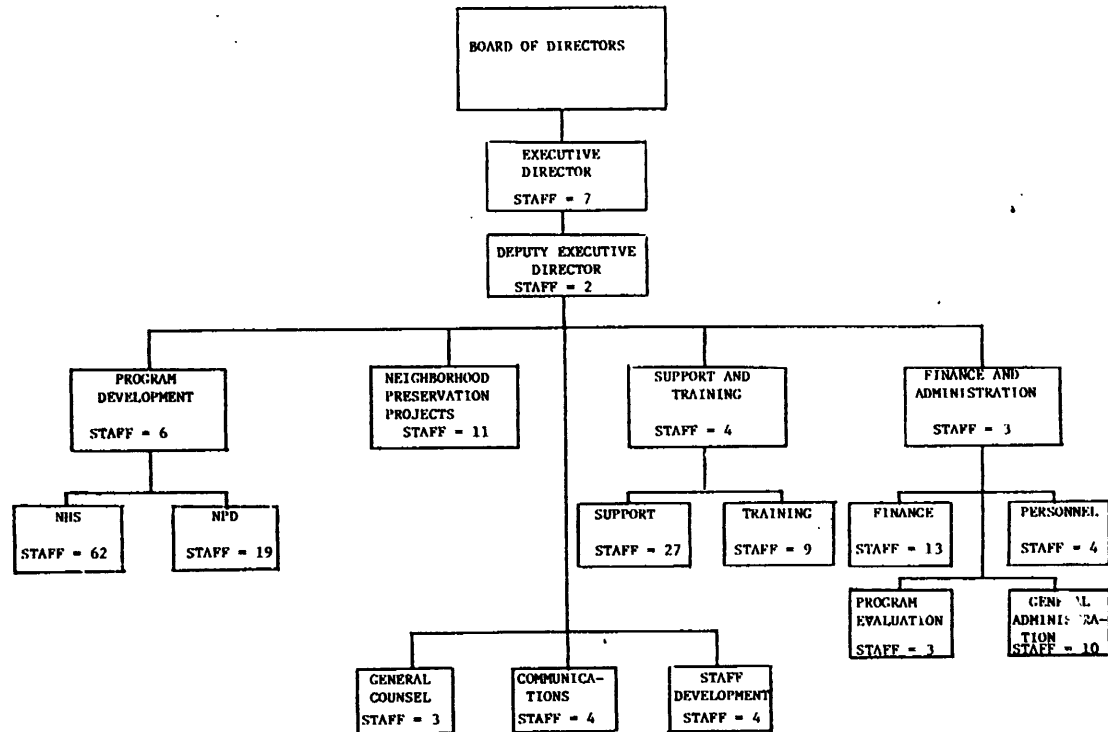 BOARD OF DIRECTORS
EXECUTIVE
DIRECTOR
STAFF = 7
DEPUTY EXECUTIVE
DIRECTOR
STAFF = 2
PROGRAM
DEVELOPMENT
STAFF = 6
NEIGHBORHOOD
PRESERVATION
PROJECTS
STAFF = 11
SUPPORT AND
TRAINING
STAFF = 4
FINANCE AND
ADMINISTRATION
STAFF = 3
NHS
STAFF = 62
NPD
STAFF = 19
SUPPORT
STAFF = 27
TRAINING
STAFF = 9
FINANCE
STAFF = 13
PERSONNEL
STAFF = 4
PROGRAM
EVALUATION
STAFF = 3
STAFF = 10
GENERAL
COUNSEL
STAFF = 3
COMMUNICA-
TIONS
STAFF = 4
STAFF
DEVELOPMENT
STAFF = 4